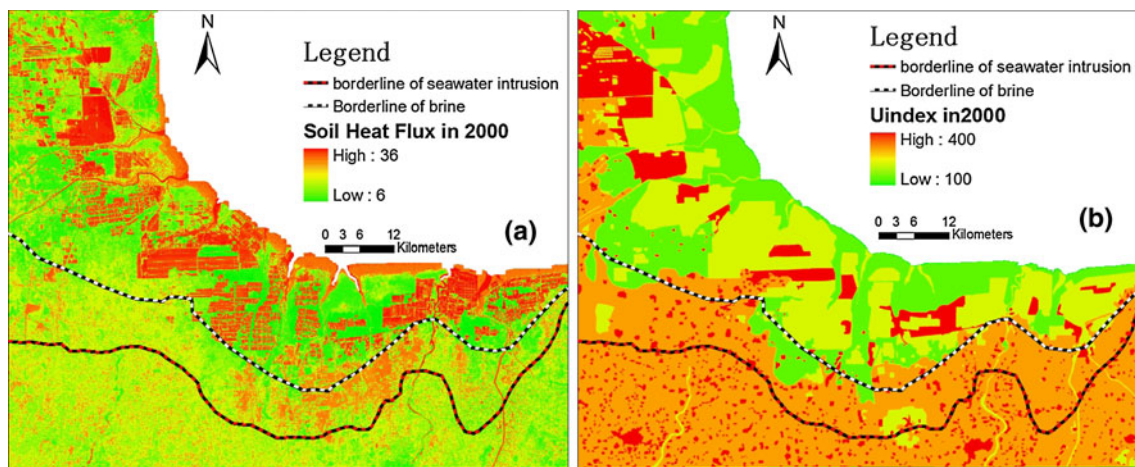 N
Legend
borderline of seawater intrusion
Borderline of brine
Soil Heat Flux in 2000
High : 36
Low : 6
0 3 6 12
Kilometers
(a)
N
Legend
borderline of seawater intrusion
Borderline of brine
Uindex in2000
High : 400
Low : 100
0 3 6 12
Kilometers
(b)